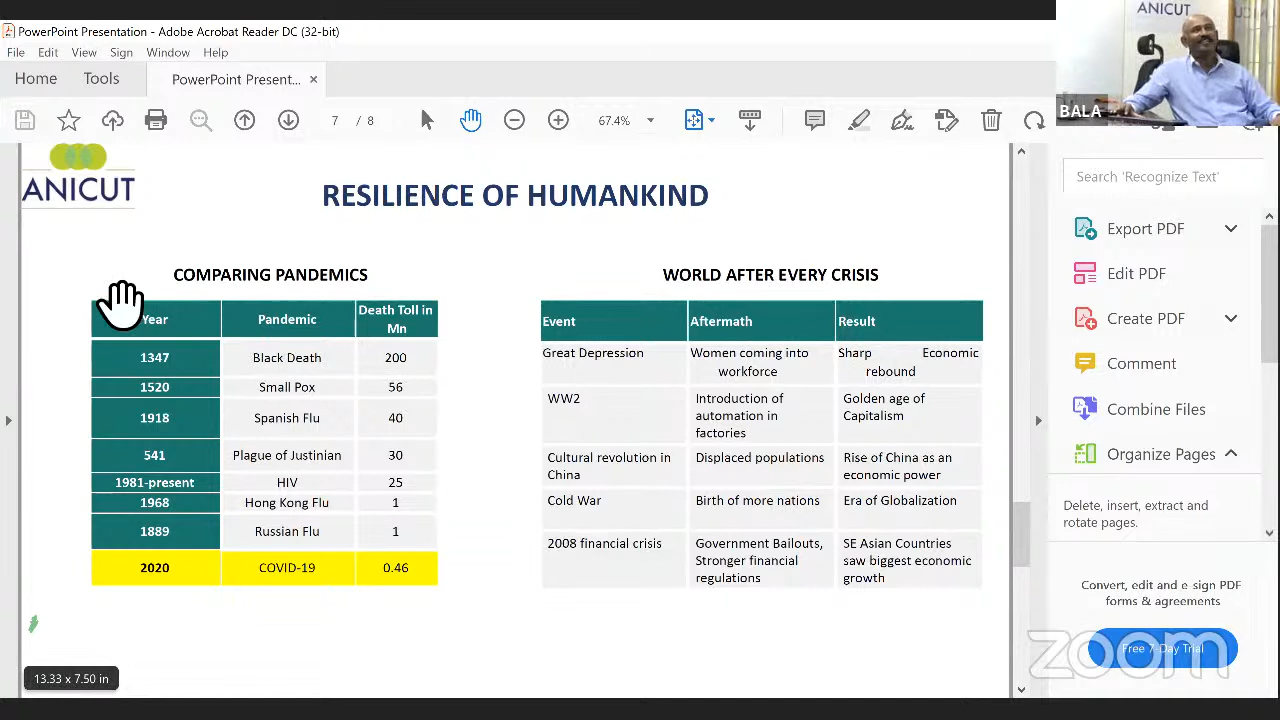 PowerPoint Presentation - Adobe Acrobat Reader DC (32-bit)
File Edit View Sign Window Help
Home Tools PowerPoint Present... ×
7 / 8 67.4%
ANICUT
BALA
Search 'Recognize Text'
Export PDF
Edit PDF
Create PDF
Comment
Combine Files
Organize Pages
Delete, insert, extract and
rotate pages.
Convert, edit and e-sign PDF
forms & agreements
Free 7-Day Trial
zoom
ANICUT
RESILIENCE OF HUMANKIND
COMPARING PANDEMICS
Year Pandemic Death Toll in Mn
1347 Black Death 200
1520 Small Pox 56
1918 Spanish Flu 40
541 Plague of Justinian 30
1981-present HIV 25
1968 Hong Kong Flu 1
1889 Russian Flu 1
2020 COVID-19 0.46
WORLD AFTER EVERY CRISIS
Event Aftermath Result
Great Depression Women coming into workforce Sharp Economic rebound
WW2 Introduction of automation in factories Golden age of Capitalism
Cultural revolution in China Displaced populations Rise of China as an economic power
Cold War Birth of more nations Era of Globalization
2008 financial crisis Government Bailouts, Stronger financial regulations SE Asian Countries saw biggest economic growth
13.33 x 7.50 in